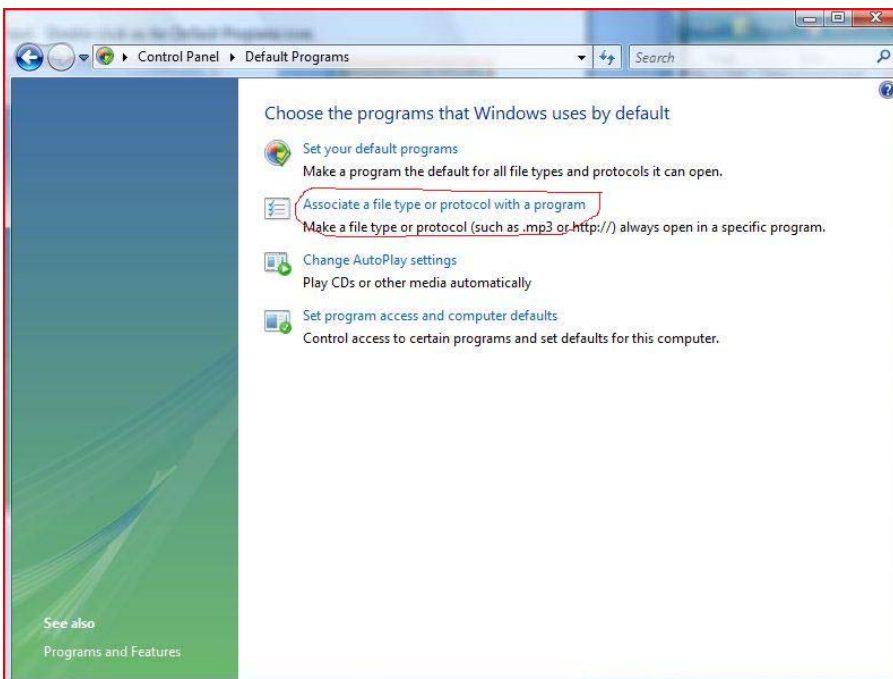 Control Panel Default Programs Search
Choose the programs that Windows uses by default
Set your default programs
Make a program the default for all file types and protocols it can open.
Associate a file type or protocol with a program
Make a file type or protocol (such as .mp3 or http://) always open in a specific program.
Change AutoPlay settings
Play CDs or other media automatically
Set program access and computer defaults
Control access to certain programs and set defaults for this computer.
See also
Programs and Features